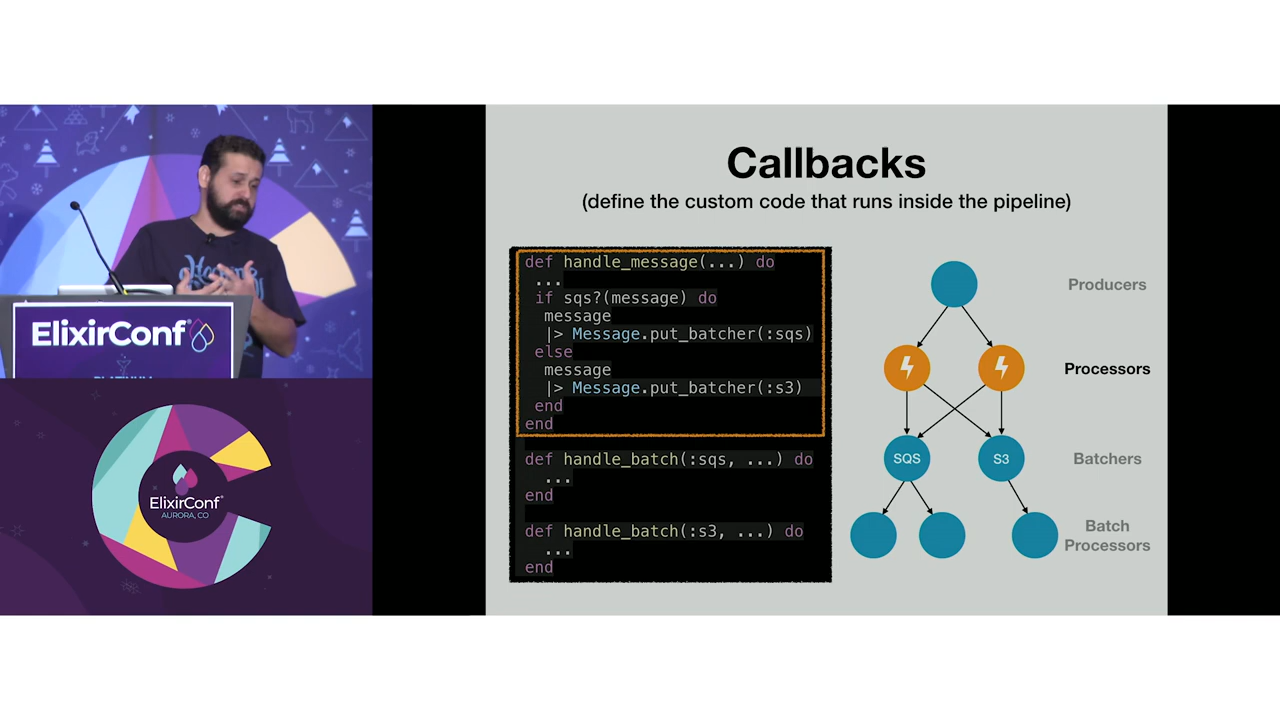 ElixirConf
ElixirConf
AURORA, CO
Callbacks
(define the custom code that runs inside the pipeline)
def handle_message(...) do
...
if sqs?(message) do
message
|> Message.put_batcher(:sqs)
else
message
|> Message.put_batcher(:s3)
end
end
def handle_batch(:sqs, ...) do
...
end
def handle_batch(:s3, ...) do
...
end
Producers
Processors
SQS
S3
Batchers
Batch
Processors